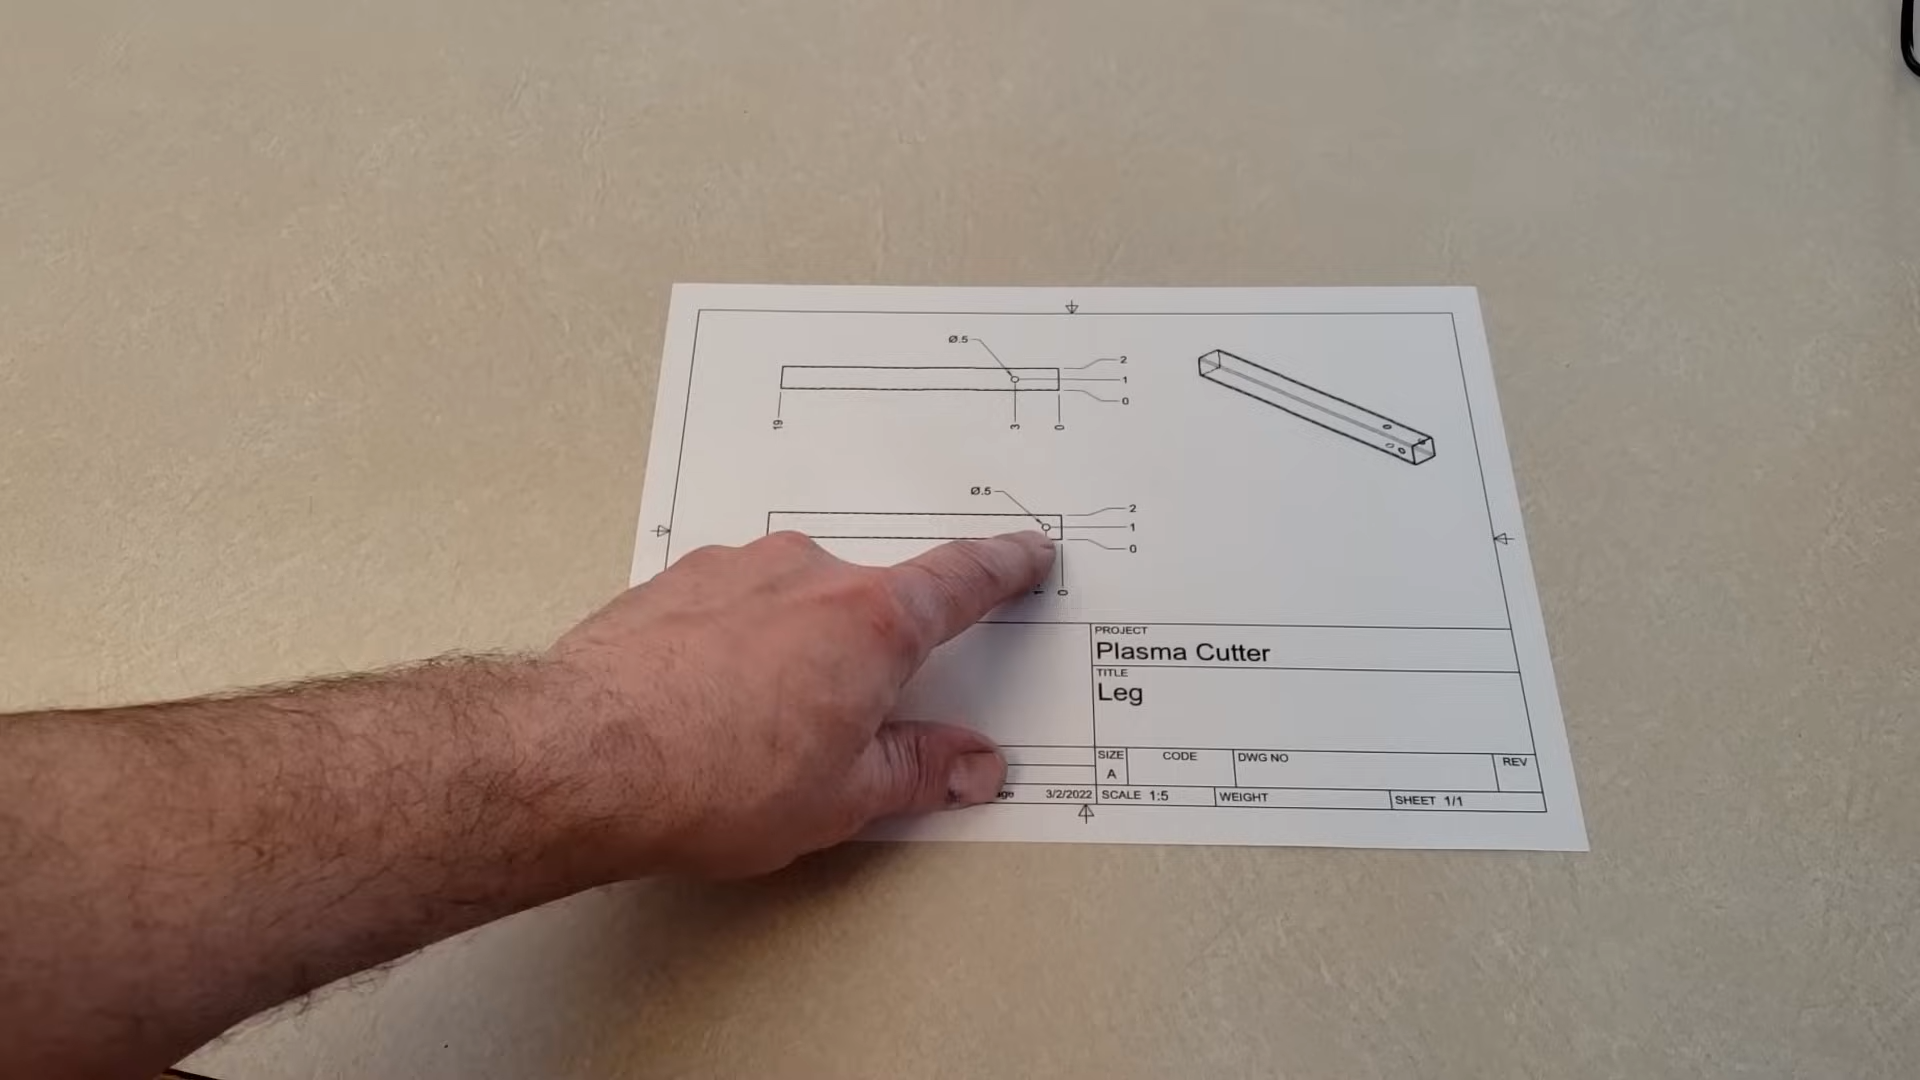 Ø.5
2
1
0
19
3
0
Ø.5
2
1
0
0
PROJECT
Plasma Cutter
TITLE
Leg
SIZE
CODE
DWG NO
REV
A
3/2/2022
SCALE 1:5
WEIGHT
SHEET 1/1